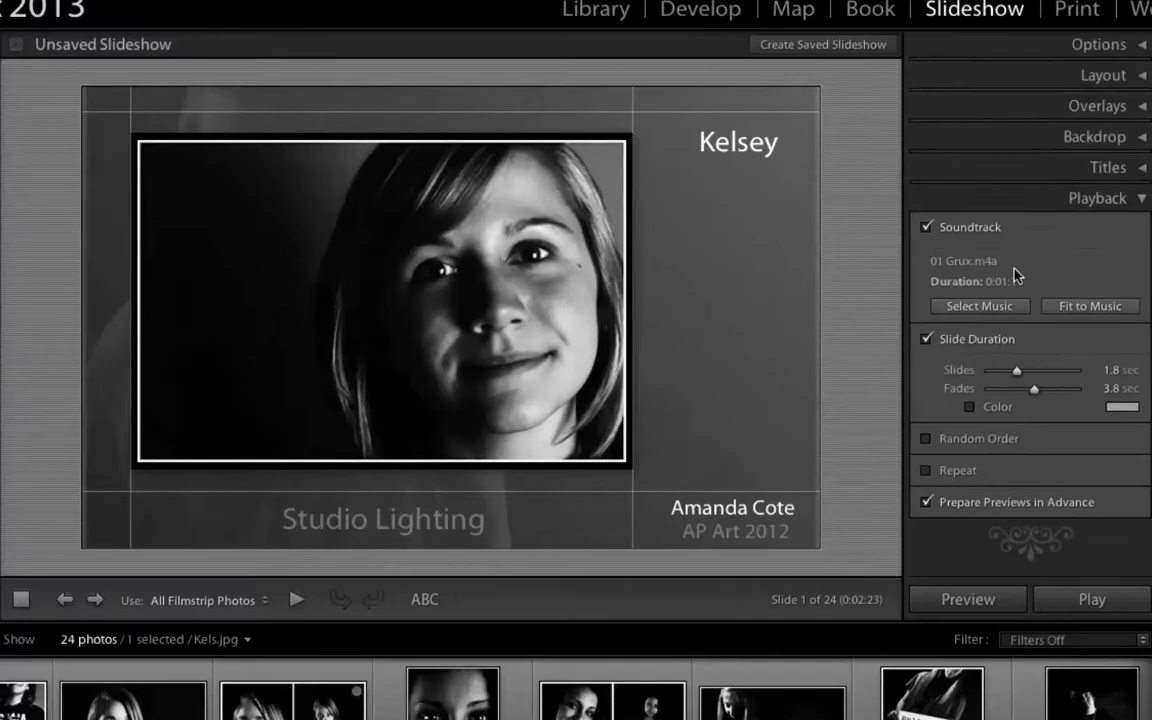 2013
Library | Develop | Map | Book | Slideshow | Print |
Unsaved Slideshow
Create Saved Slideshow
Options
Layout
Overlays
Backdrop
Titles
Playback
Kelsey
Soundtrack
01 Grux.m4a
Duration: 0:01:
Select Music
Fit to Music
Slide Duration
Slides 1.8 sec
Fades 3.8 sec
Color
Random Order
Repeat
Prepare Previews in Advance
Studio Lighting
Amanda Cote
AP Art 2012
Use: All Filmstrip Photos
ABC
Slide 1 of 24 (0:02:23)
Preview
Play
Show
24 photos / 1 selected / Kels.jpg
Filter :
Filters Off